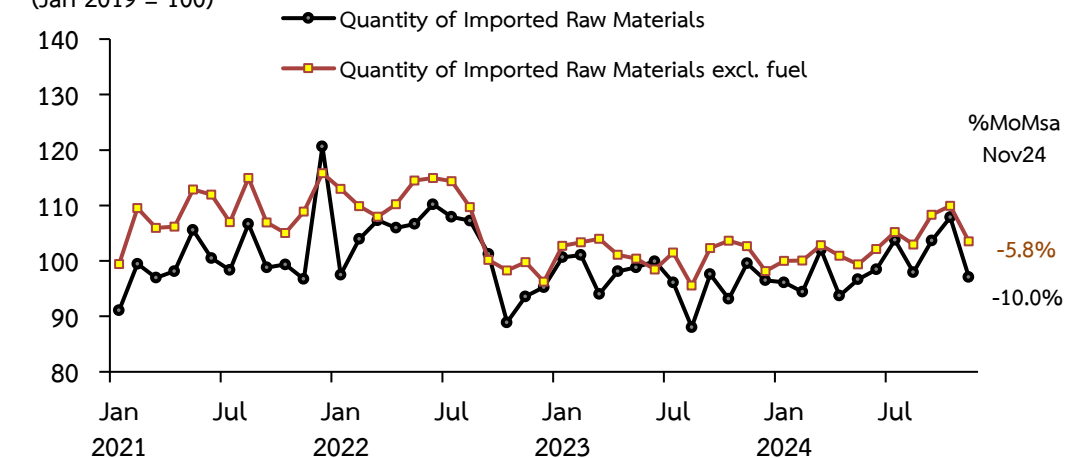 (Jan 2019 = 100)
Quantity of Imported Raw Materials
Quantity of Imported Raw Materials excl. fuel
140
130
120
110
100
90
80
%MoMsa
Nov24
-5.8%
-10.0%
Jan Jul Jan Jul Jan Jul Jan Jul
2021 2022 2023 2024